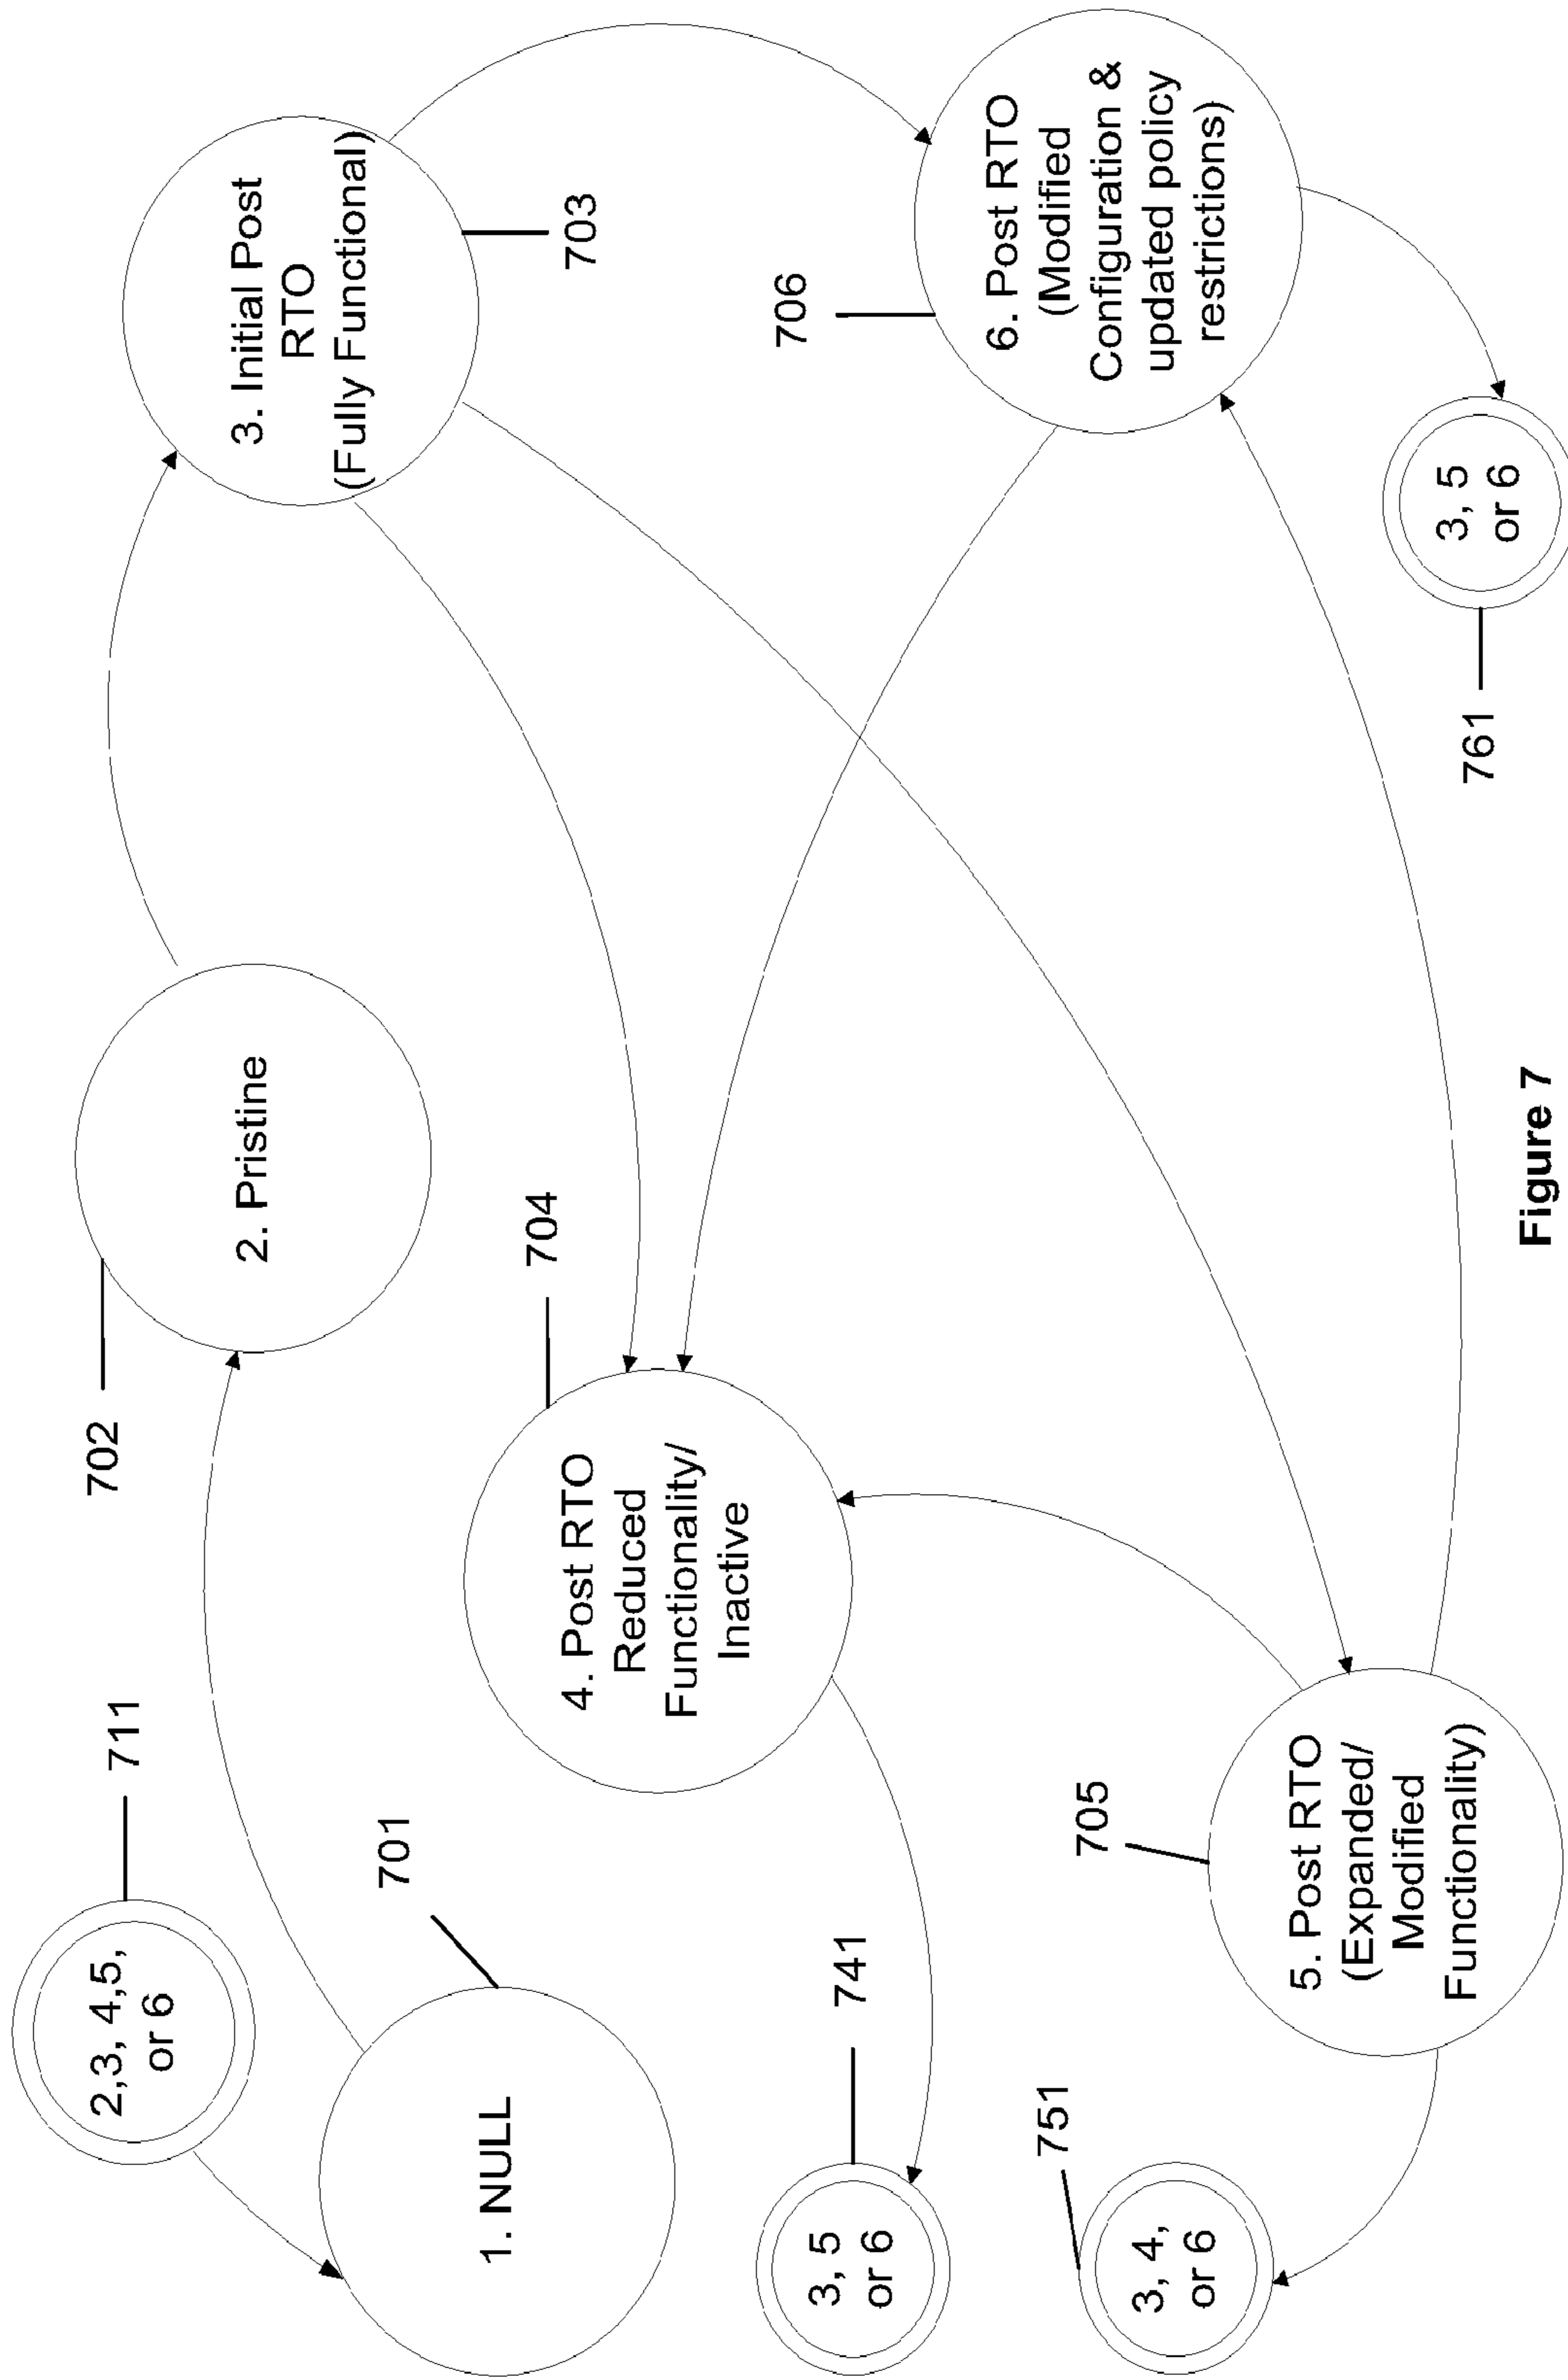 2,3, 4,5,
or 6
711
702
2. Pristine
3. Initial Post
RTO
(Fully Functional)
703
1. NULL
701
4. Post RTO
Reduced
Functionality/
Inactive
704
3, 5
or 6
741
706
6. Post RTO
(Modified
Configuration &
updated policy
restrictions)
3, 4,
or 6
751
705
5. Post RTO
(Expanded/
Modified
Functionality)
761
3, 5
or 6
Figure 7